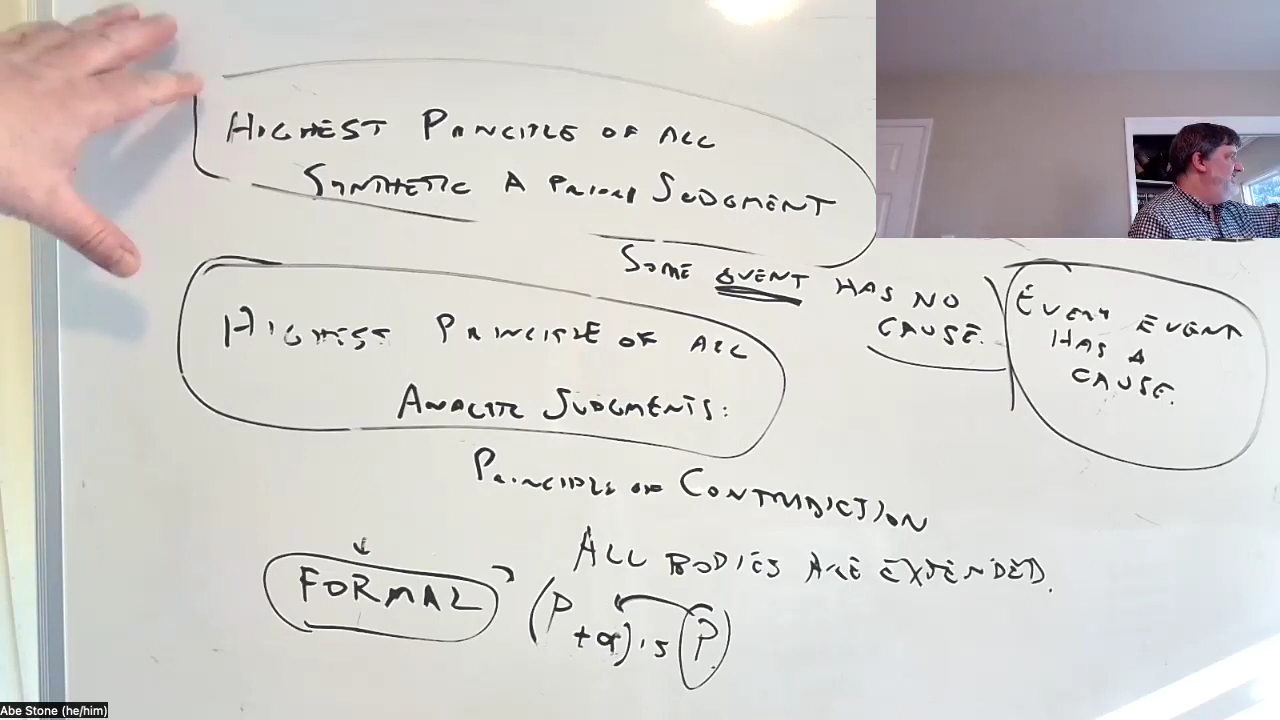 HIGHEST PRINCIPLE OF ALL
SYNTHETIC A PRIORI JUDGMENT
SOME EVENT HAS NO
CAUSE.
EVERY EVENT
HAS A
CAUSE.
HIGHEST PRINCIPLE OF ALL
ANALYTIC JUDGMENTS:
PRINCIPLE OF CONTRADICTION
ALL BODIES ARE EXTENDED.
FORMAL
(P + α) IS P
Abe Stone (he/him)